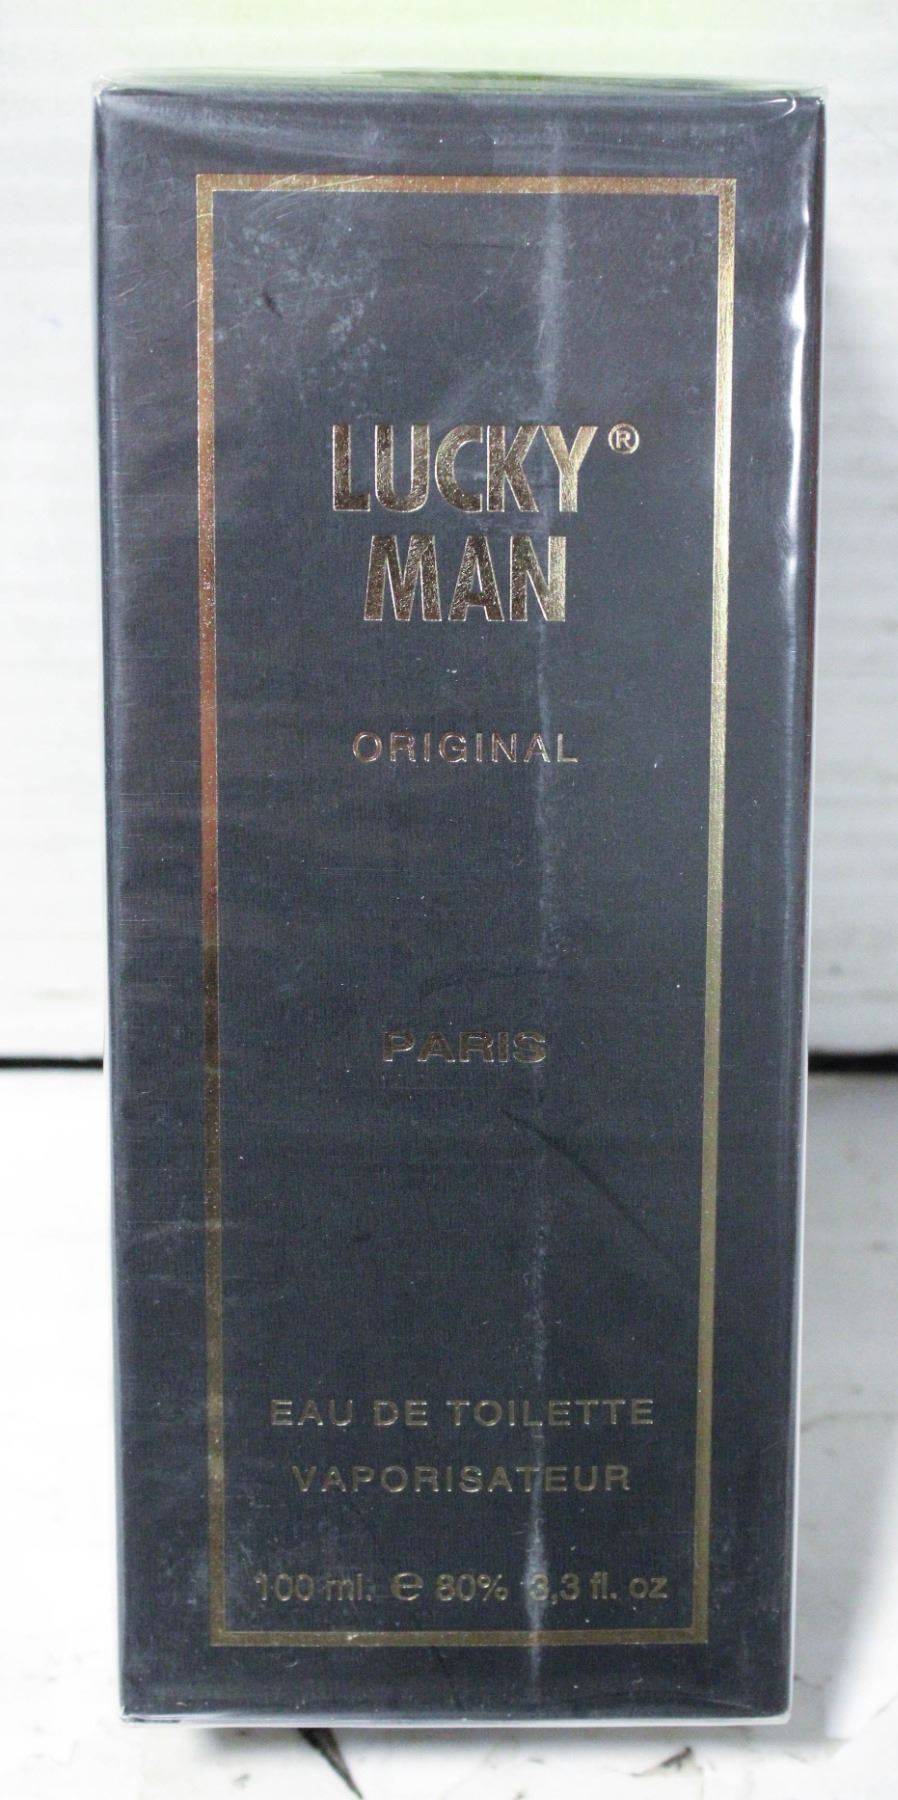 LUCKY®
MAN
ORIGINAL
PARIS
EAU DE TOILETTE
VAPORISATEUR
100 ml. ℮ 80% 3,3 fl. oz